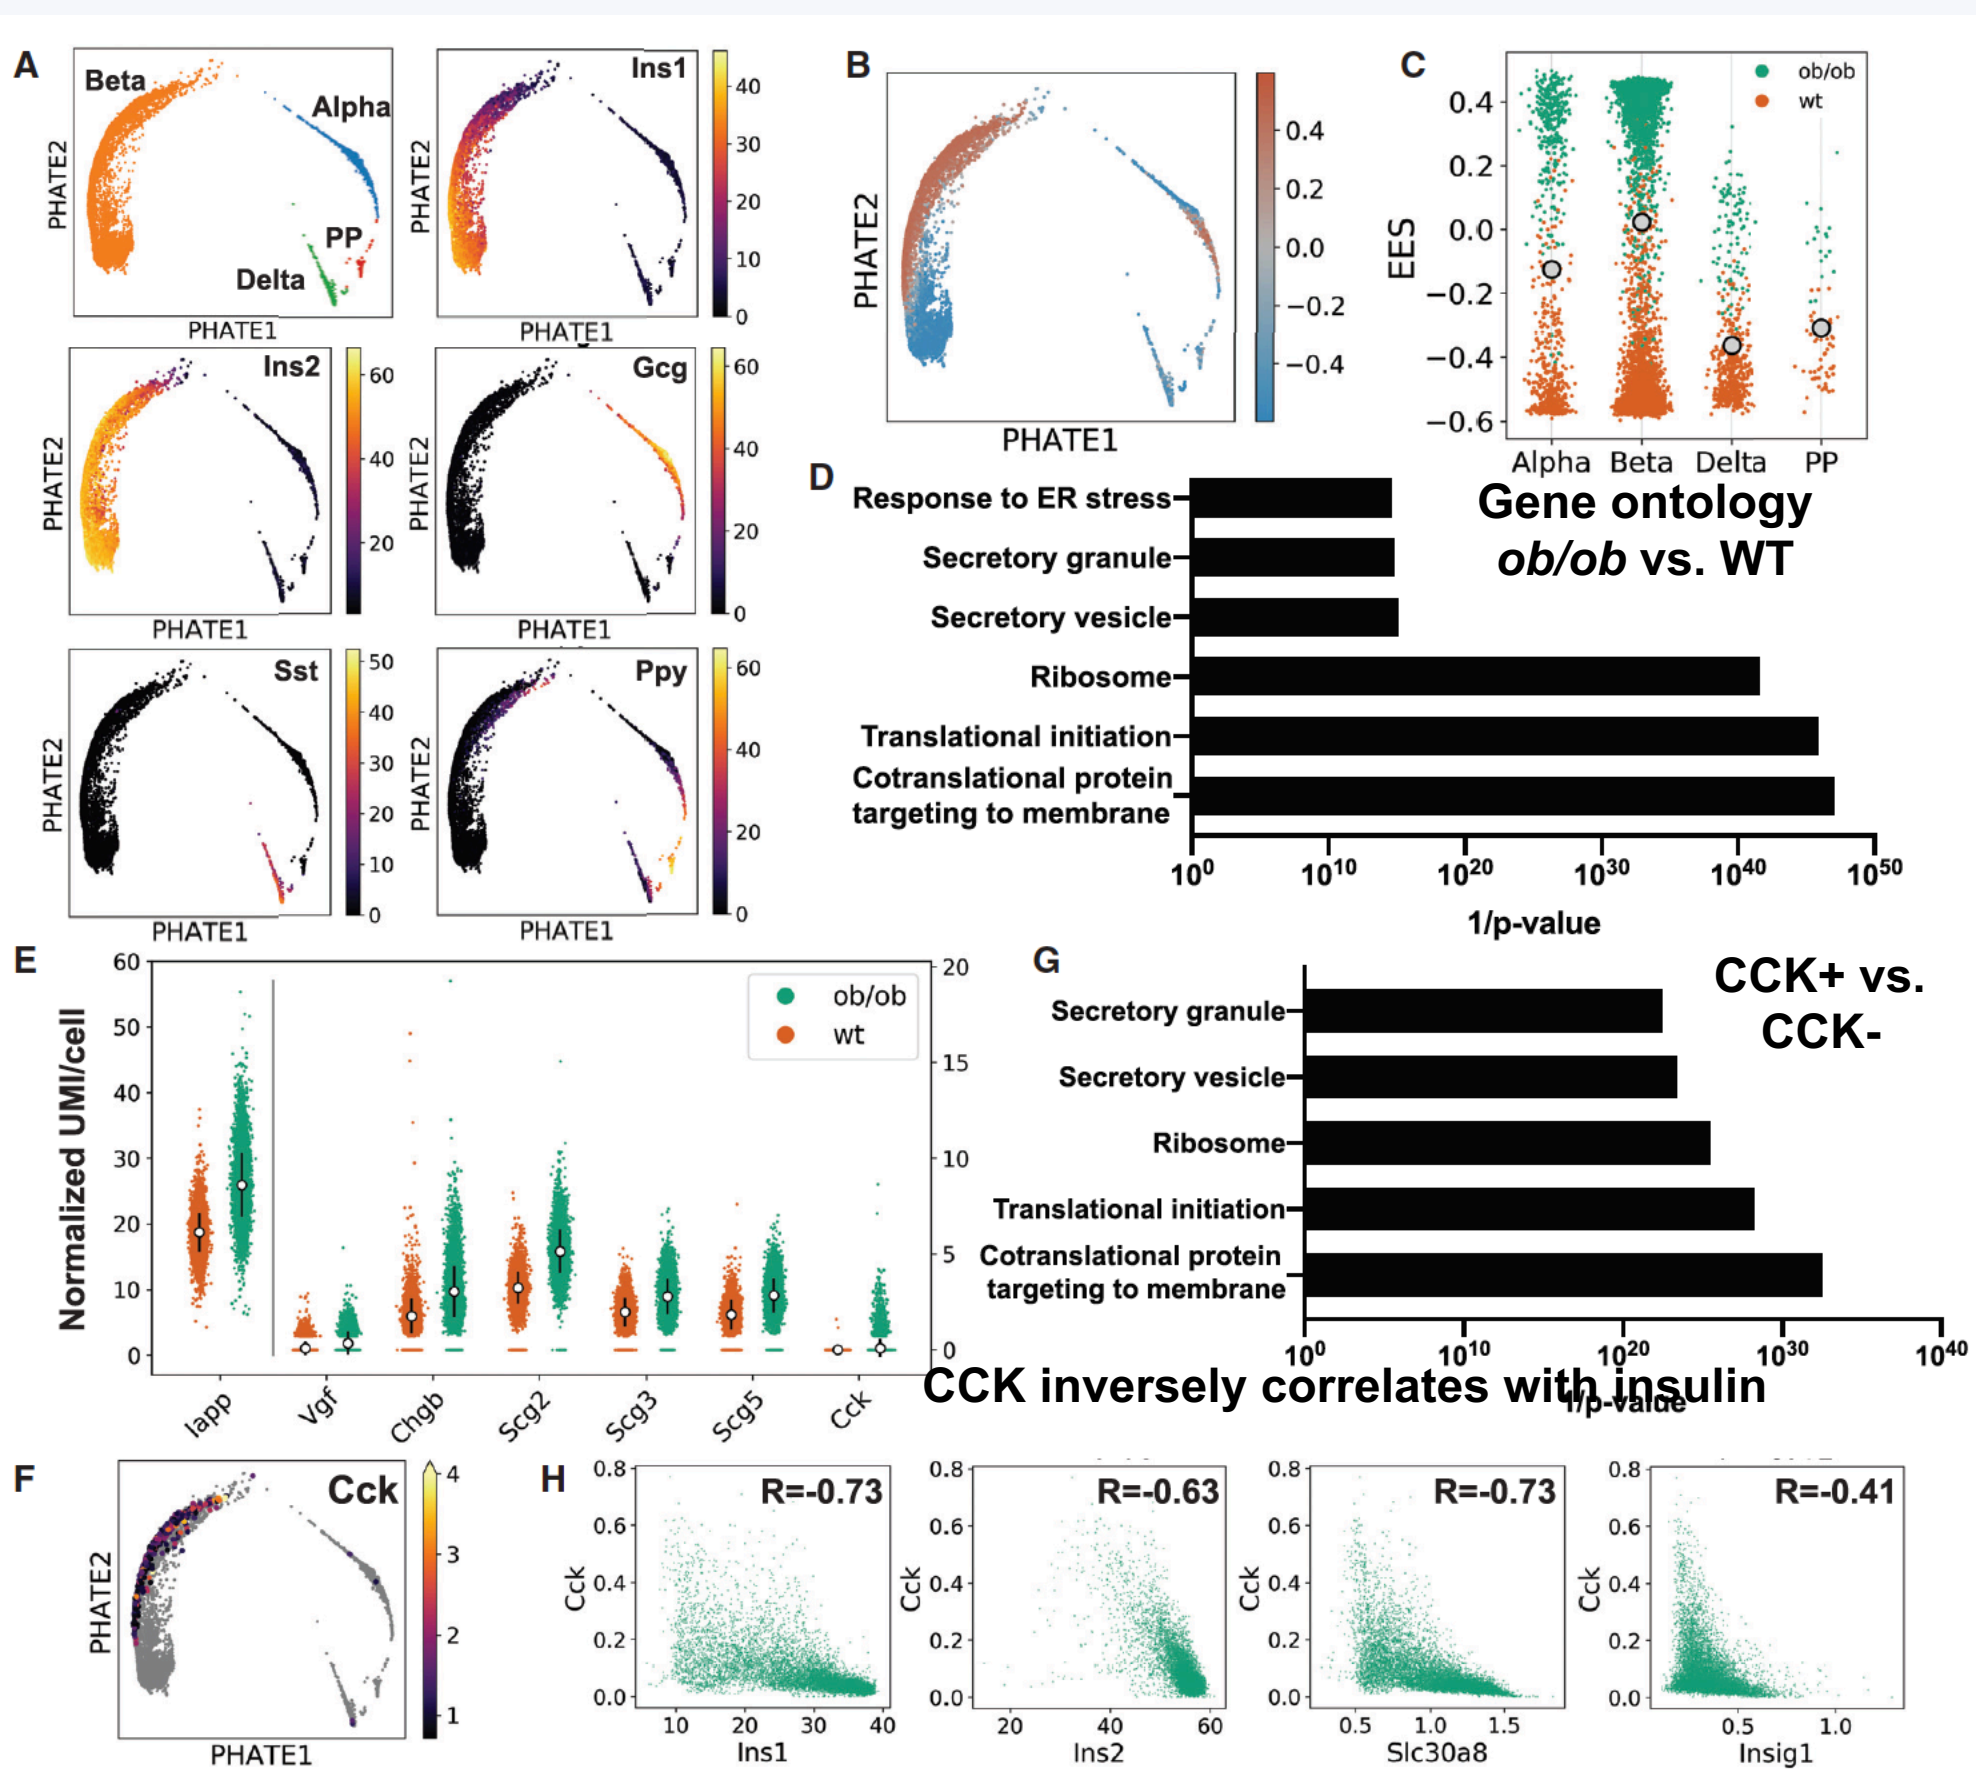 A
Beta
Alpha
PP
Delta
PHATE2
PHATE1
Ins1
40
30
20
10
0
PHATE2
PHATE1
Ins2
60
40
20
PHATE2
PHATE1
Gcg
60
40
20
0
PHATE2
PHATE1
Sst
50
40
30
20
10
0
PHATE2
PHATE1
Ppy
60
40
20
0
PHATE2
PHATE1
B
PHATE2
PHATE1
0.4
0.2
0.0
−0.2
−0.4
C
ob/ob
wt
EES
0.4
0.2
0.0
−0.2
−0.4
−0.6
Alpha Beta Delta PP
D
Gene ontology
ob/ob vs. WT
Response to ER stress
Secretory granule
Secretory vesicle
Ribosome
Translational initiation
Cotranslational protein
targeting to membrane
10⁰ 10¹⁰ 10²⁰ 10³⁰ 10⁴⁰ 10⁵⁰
1/p-value
E
Normalized UMI/cell
60
50
40
30
20
10
0
ob/ob
wt
20
15
10
5
0
Iapp Vgf Chgb Scg2 Scg3 Scg5 Cck
G
CCK+ vs.
CCK-
Secretory granule
Secretory vesicle
Ribosome
Translational initiation
Cotranslational protein
targeting to membrane
10⁰ 10¹⁰ 10²⁰ 10³⁰ 10⁴⁰
1/p-value
CCK inversely correlates with insulin
F
Cck
4
3
2
1
PHATE2
PHATE1
H
R=-0.73
Cck
0.8
0.6
0.4
0.2
0.0
10 20 30 40
Ins1
R=-0.63
Cck
0.8
0.6
0.4
0.2
0.0
20 40 60
Ins2
R=-0.73
Cck
0.8
0.6
0.4
0.2
0.0
0.5 1.0 1.5
Slc30a8
R=-0.41
Cck
0.8
0.6
0.4
0.2
0.0
0.5 1.0
Insig1